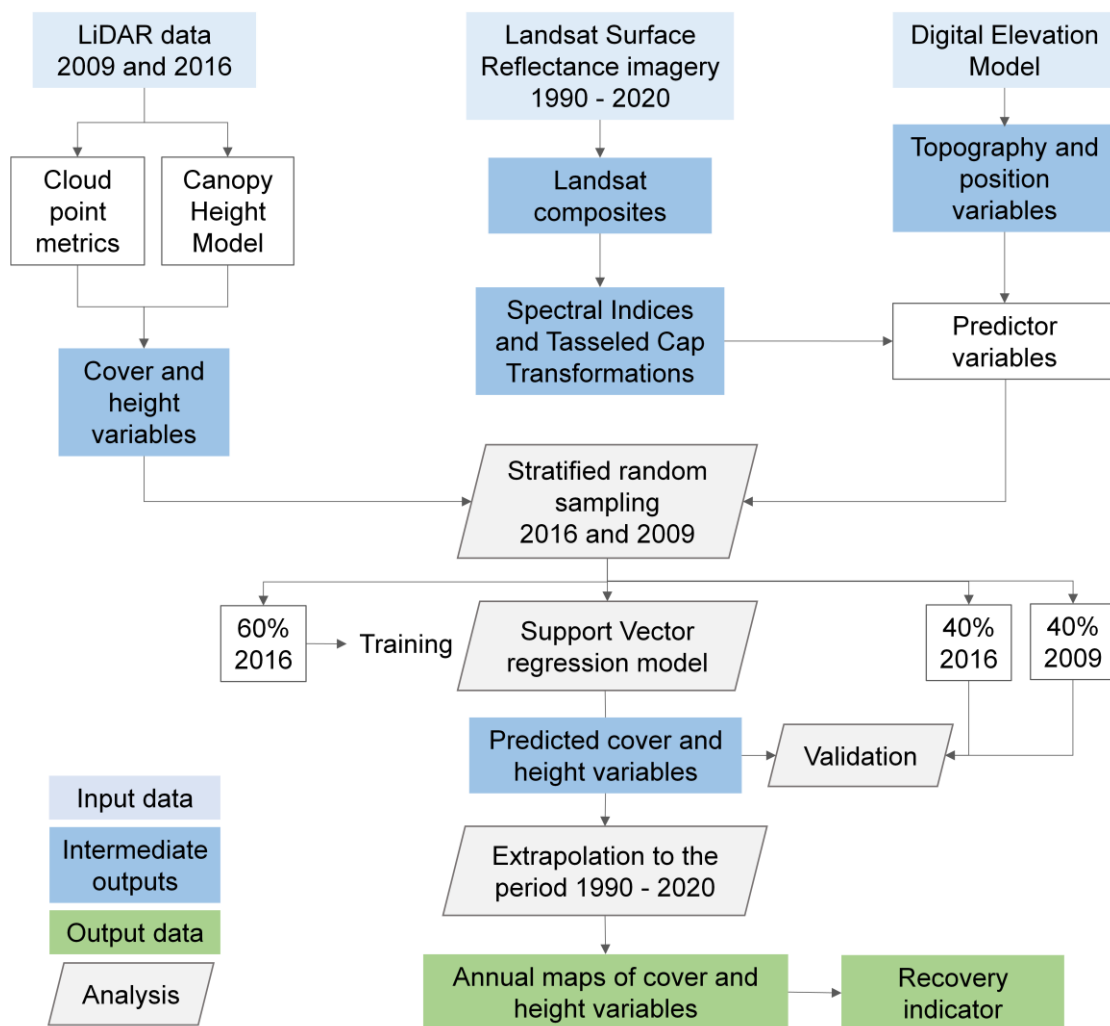 LiDAR data
2009 and 2016
Landsat Surface
Reflectance imagery
1990 - 2020
Digital Elevation
Model
Cloud
point
metrics
Canopy
Height
Model
Landsat
composites
Topography and
position
variables
Spectral Indices
and Tasseled Cap
Transformations
Predictor
variables
Cover and
height
variables
Stratified random
sampling
2016 and 2009
60%
2016
Training
Support Vector
regression model
40%
2016
40%
2009
Predicted cover and
height variables
Validation
Input data
Intermediate
outputs
Output data
Analysis
Extrapolation to the
period 1990 - 2020
Annual maps of cover and
height variables
Recovery
indicator